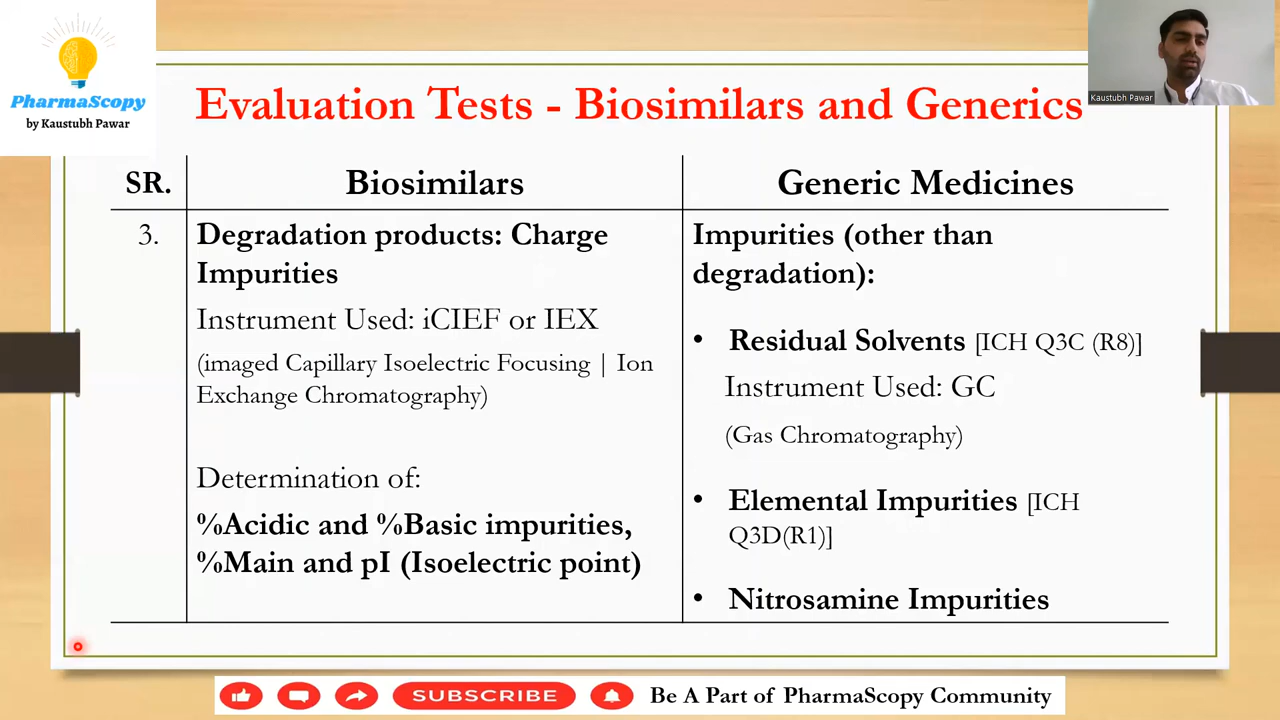 PharmaScopy
by Kaustubh Pawar
Kaustubh Pawar
Evaluation Tests - Biosimilars and Generics
SR.
Biosimilars
Generic Medicines
3.
Degradation products: Charge
Impurities
Instrument Used: iCIEF or IEX
(imaged Capillary Isoelectric Focusing | Ion
Exchange Chromatography)
Determination of:
%Acidic and %Basic impurities,
%Main and pI (Isoelectric point)
Impurities (other than
degradation):
• Residual Solvents [ICH Q3C (R8)]
Instrument Used: GC
(Gas Chromatography)
• Elemental Impurities [ICH
Q3D(R1)]
• Nitrosamine Impurities
SUBSCRIBE
Be A Part of PharmaScopy Community